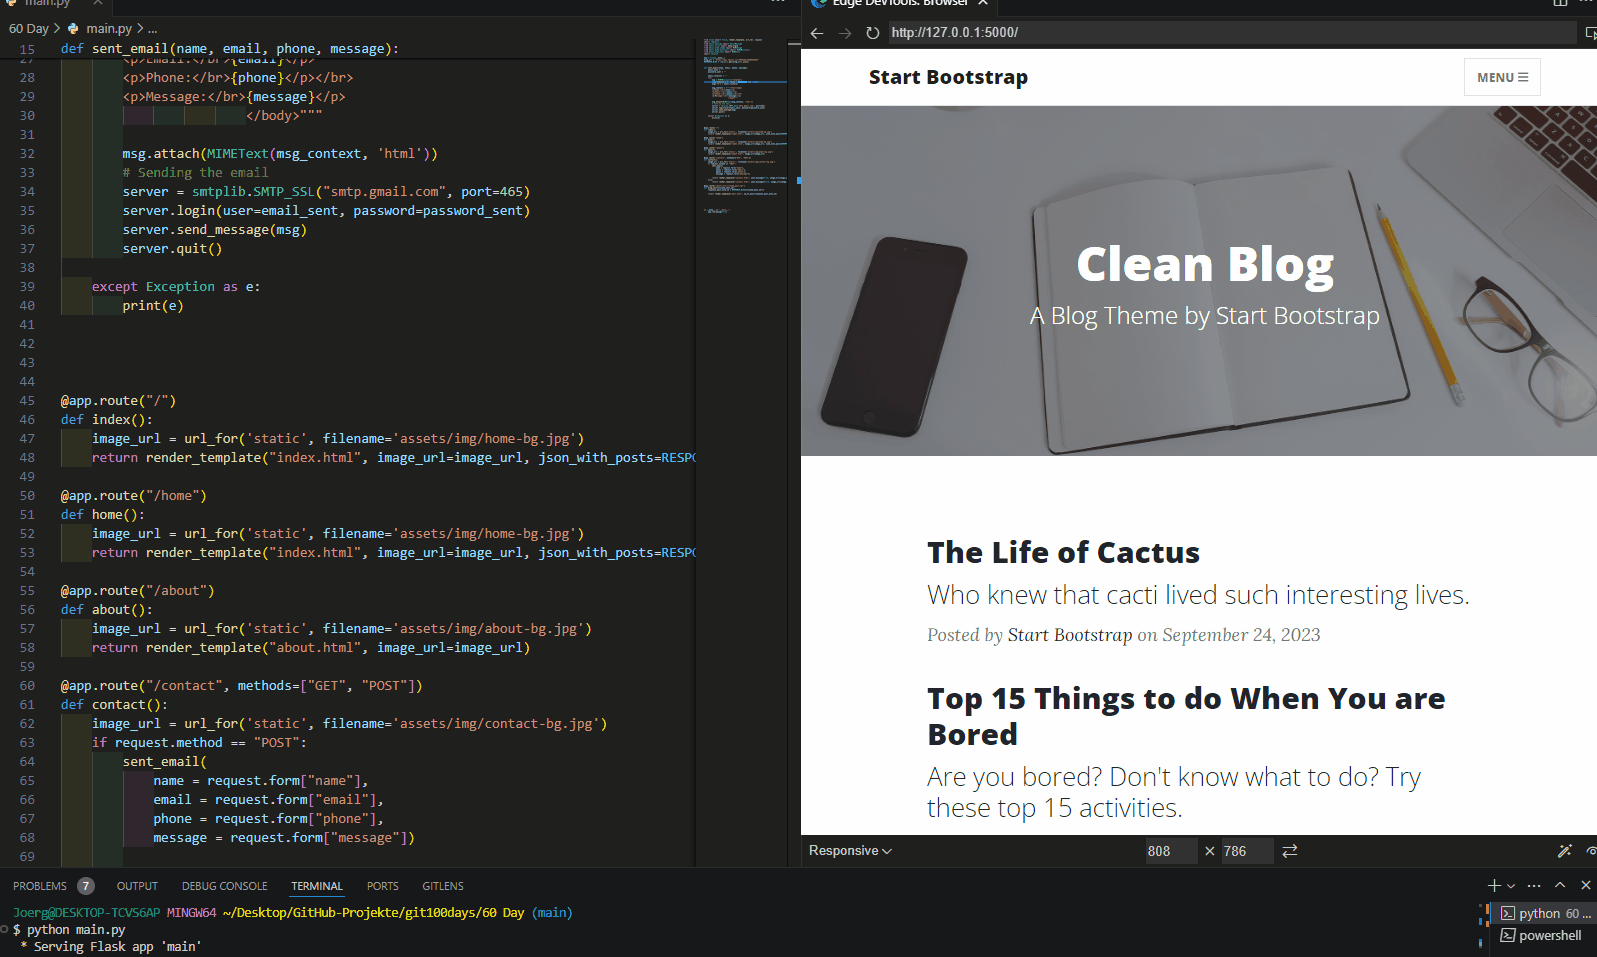 main.py
60 Day > main.py > ...
15 def sent_email(name, email, phone, message):
27 <p>Email:</br>{email}</p>
28 <p>Phone:</br>{phone}</p></br>
29 <p>Message:</br>{message}</p>
30 </body>"""
31
32 msg.attach(MIMEText(msg_context, 'html'))
33 # Sending the email
34 server = smtplib.SMTP_SSL("smtp.gmail.com", port=465)
35 server.login(user=email_sent, password=password_sent)
36 server.send_message(msg)
37 server.quit()
38
39 except Exception as e:
40 print(e)
41
42
43
44
45 @app.route("/")
46 def index():
47 image_url = url_for('static', filename='assets/img/home-bg.jpg')
48 return render_template("index.html", image_url=image_url, json_with_posts=RESPO
49
50 @app.route("/home")
51 def home():
52 image_url = url_for('static', filename='assets/img/home-bg.jpg')
53 return render_template("index.html", image_url=image_url, json_with_posts=RESPO
54
55 @app.route("/about")
56 def about():
57 image_url = url_for('static', filename='assets/img/about-bg.jpg')
58 return render_template("about.html", image_url=image_url)
59
60 @app.route("/contact", methods=["GET", "POST"])
61 def contact():
62 image_url = url_for('static', filename='assets/img/contact-bg.jpg')
63 if request.method == "POST":
64 sent_email(
65 name = request.form["name"],
66 email = request.form["email"],
67 phone = request.form["phone"],
68 message = request.form["message"])
69
Edge DevTools: Browser
http://127.0.0.1:5000/
Start Bootstrap
MENU
Clean Blog
A Blog Theme by Start Bootstrap
The Life of Cactus
Who knew that cacti lived such interesting lives.
Posted by Start Bootstrap on September 24, 2023
Top 15 Things to do When You are
Bored
Are you bored? Don't know what to do? Try
these top 15 activities.
Responsive 808 × 786
PROBLEMS 7 OUTPUT DEBUG CONSOLE TERMINAL PORTS GITLENS
Joerg@DESKTOP-TCVS6AP MINGW64 ~/Desktop/GitHub-Projekte/git100days/60 Day (main)
$ python main.py
* Serving Flask app 'main'
python 60 ...
powershell